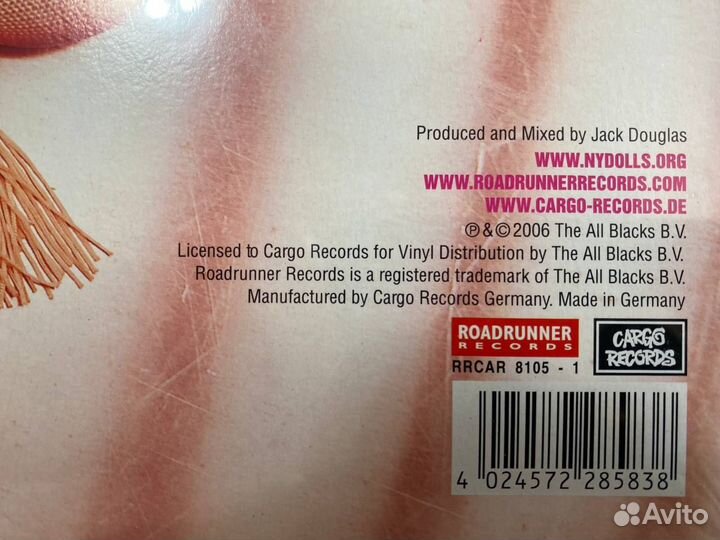 Produced and Mixed by Jack Douglas
WWW.NYDOLLS.ORG
WWW.ROADRUNNERRECORDS.COM
WWW.CARGO-RECORDS.DE
℗&©2006 The All Blacks B.V.
Licensed to Cargo Records for Vinyl Distribution by The All Blacks B.V.
Roadrunner Records is a registered trademark of The All Blacks B.V.
Manufactured by Cargo Records Germany. Made in Germany
ROADRUNNER
RECORDS
CARGO
RECORDS
RRCAR 8105 - 1
4 024572 285838
Avito